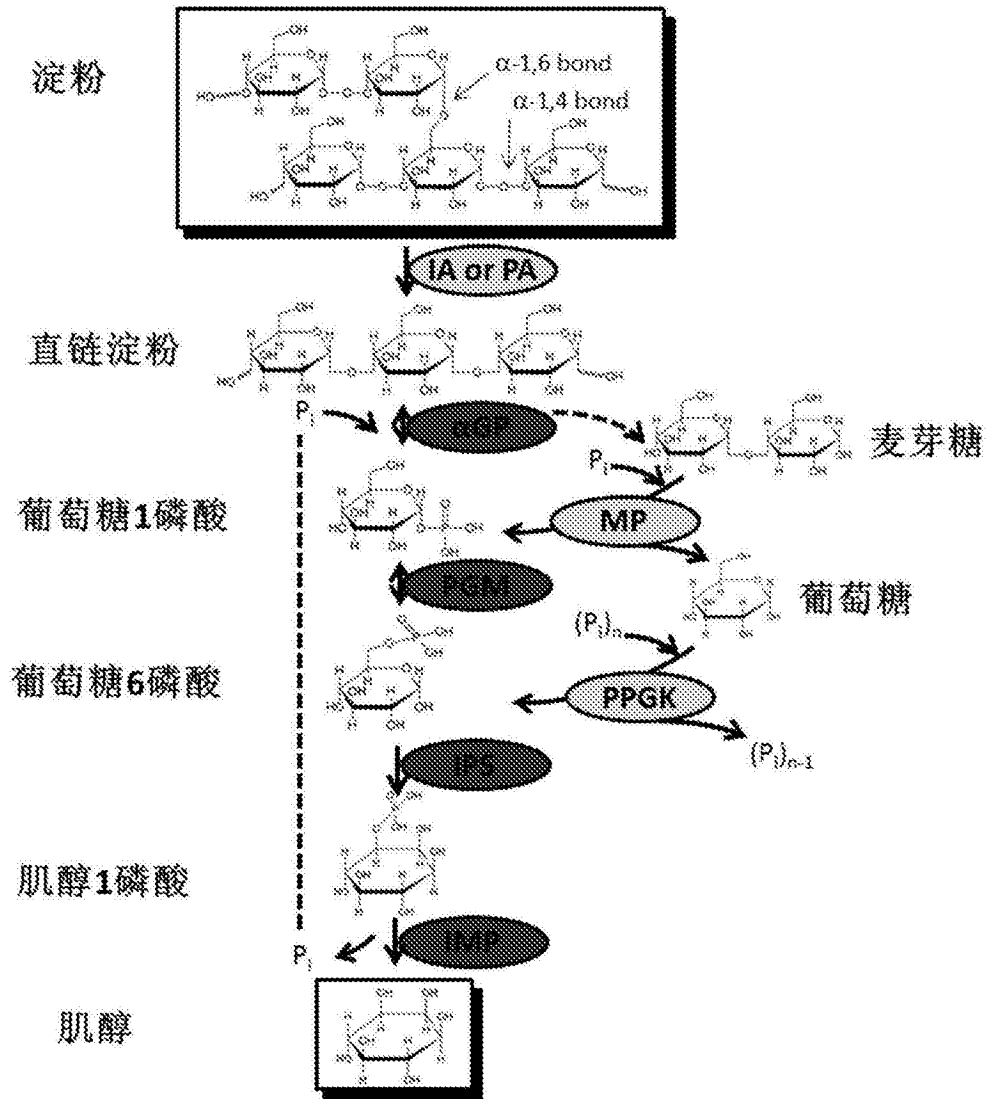 淀粉
α-1,6 bond
α-1,4 bond
IA or PA
直链淀粉
Pi
αGP
麦芽糖
Pi
葡萄糖1磷酸
MP
PGM
葡萄糖
(Pi)n
葡萄糖6磷酸
PPGK
(Pi)n-1
IPS
肌醇1磷酸
IMP
Pi
肌醇